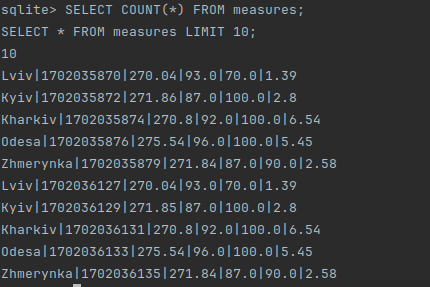 sqlite> SELECT COUNT(*) FROM measures;
SELECT * FROM measures LIMIT 10;
10
Lviv|1702035870|270.04|93.0|70.0|1.39
Kyiv|1702035872|271.86|87.0|100.0|2.8
Kharkiv|1702035874|270.8|92.0|100.0|6.54
Odesa|1702035876|275.54|96.0|100.0|5.45
Zhmerynka|1702035879|271.84|87.0|90.0|2.58
Lviv|1702036127|270.04|93.0|70.0|1.39
Kyiv|1702036129|271.85|87.0|100.0|2.8
Kharkiv|1702036131|270.8|92.0|100.0|6.54
Odesa|1702036133|275.54|96.0|100.0|5.45
Zhmerynka|1702036135|271.84|87.0|90.0|2.58